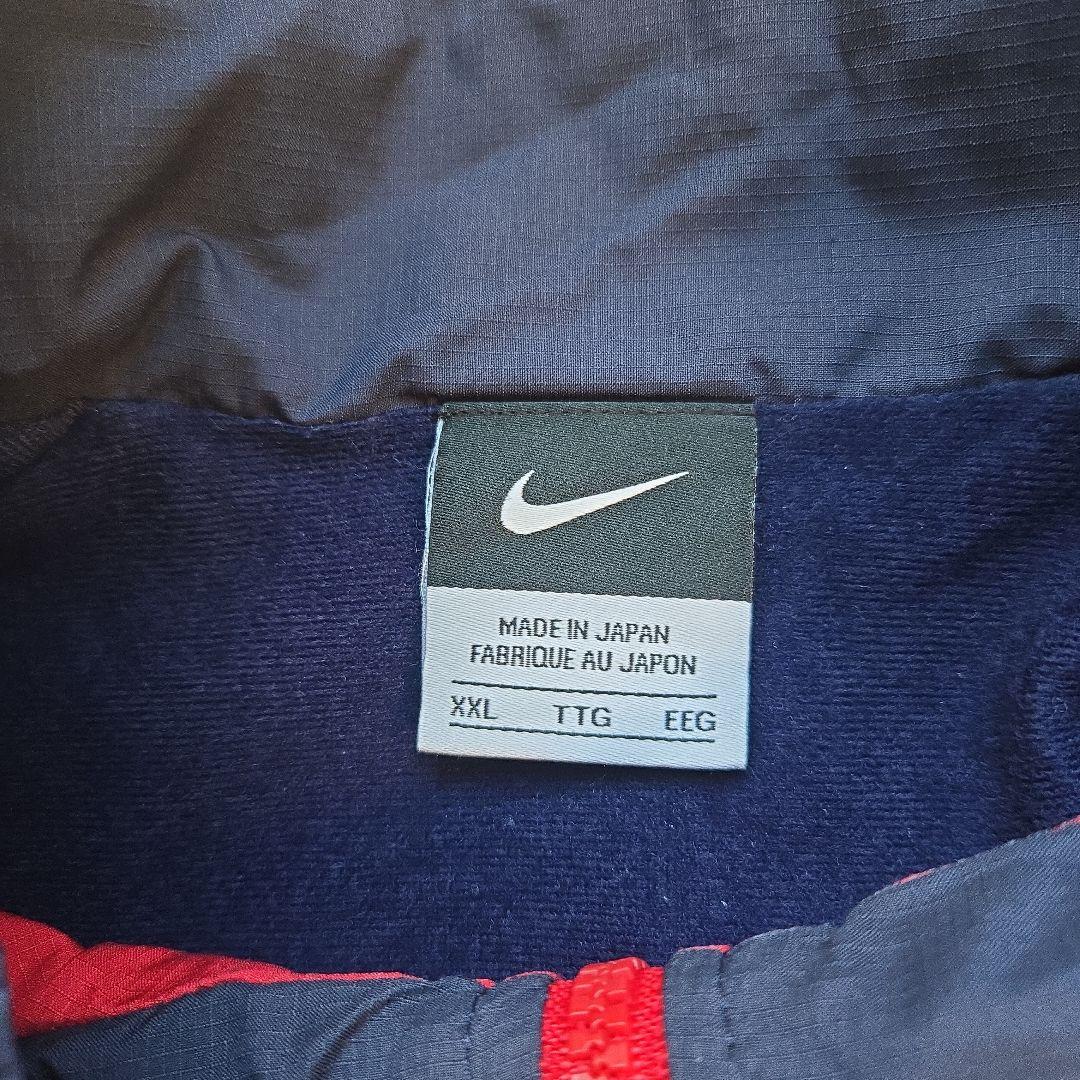 MADE IN JAPAN
FABRIQUE AU JAPON
XXL TTG EEG